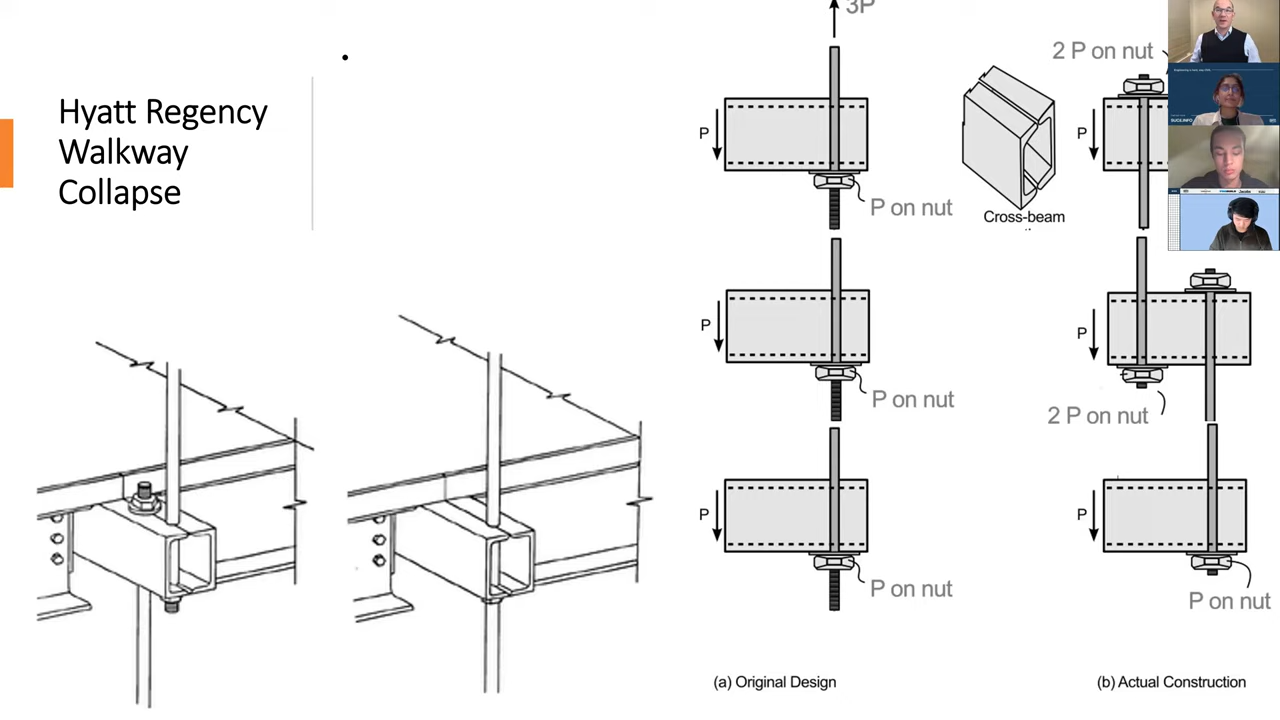 Hyatt Regency
Walkway
Collapse
3P
P
P on nut
P
P on nut
P
P on nut
(a) Original Design
Cross-beam
2 P on nut
P
P
2 P on nut
P
P on nut
(b) Actual Construction